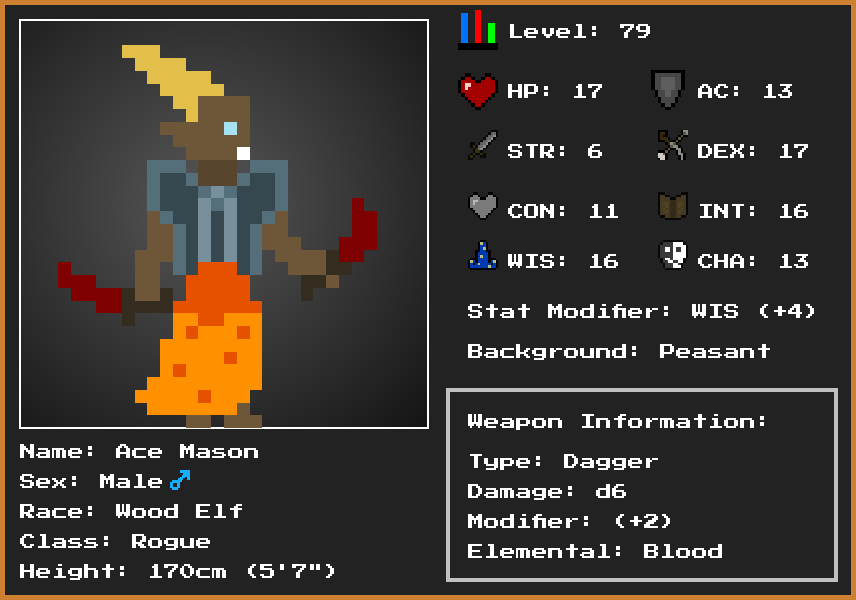 Level: 79
HP: 17 AC: 13
STR: 6 DEX: 17
CON: 11 INT: 16
WIS: 16 CHA: 13
Stat Modifier: WIS (+4)
Background: Peasant
Weapon Information:
Type: Dagger
Damage: d6
Modifier: (+2)
Elemental: Blood
Name: Ace Mason
Sex: Male ♂
Race: Wood Elf
Class: Rogue
Height: 170cm (5'7")